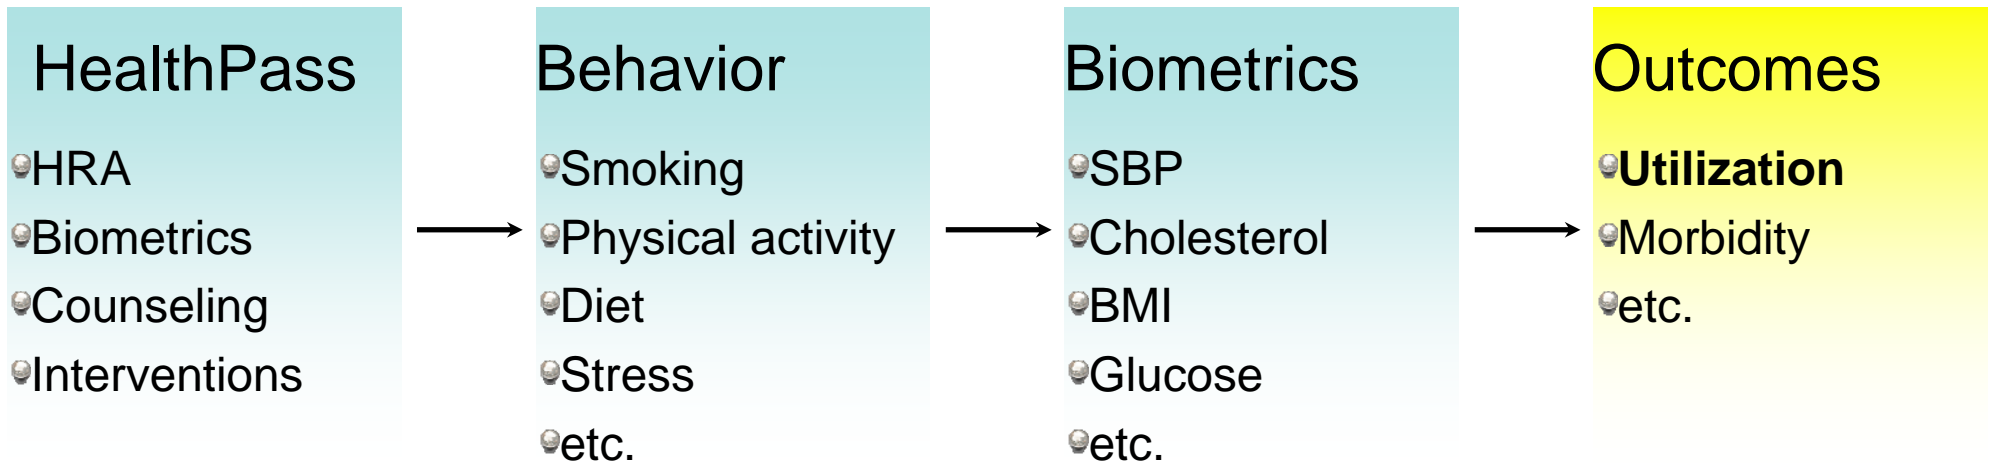 HealthPass
HRA
Biometrics
Counseling
Interventions
Behavior
Smoking
Physical activity
Diet
Stress
etc.
Biometrics
SBP
Cholesterol
BMI
Glucose
etc.
Outcomes
Utilization
Morbidity
etc.